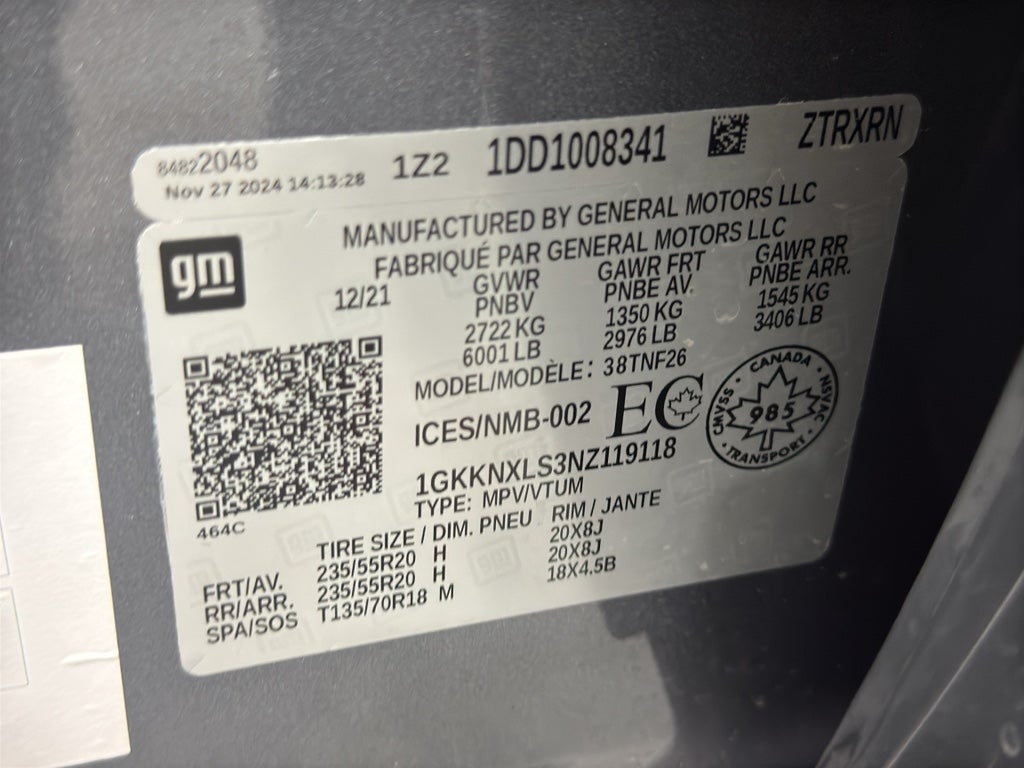 84822048 1Z2 1DD1008341 ZTRXRN
Nov 27 2024 14:13:28
MANUFACTURED BY GENERAL MOTORS LLC
FABRIQUÉ PAR GENERAL MOTORS LLC
gm
12/21
GVWR
PNBV
2722 KG
6001 LB
GAWR FRT
PNBE AV.
1350 KG
2976 LB
GAWR RR
PNBE ARR.
1545 KG
3406 LB
MODEL/MODÈLE: 38TNF26
ICES/NMB-002 EC
CANADA
CMVSS NSVAC
985
TRANSPORT
1GKKNXLS3NZ119118
TYPE: MPV/VTUM
464C
TIRE SIZE / DIM. PNEU RIM / JANTE
FRT/AV. 235/55R20 H 20X8J
RR/ARR. 235/55R20 H 20X8J
SPA/SOS T135/70R18 M 18X4.5B